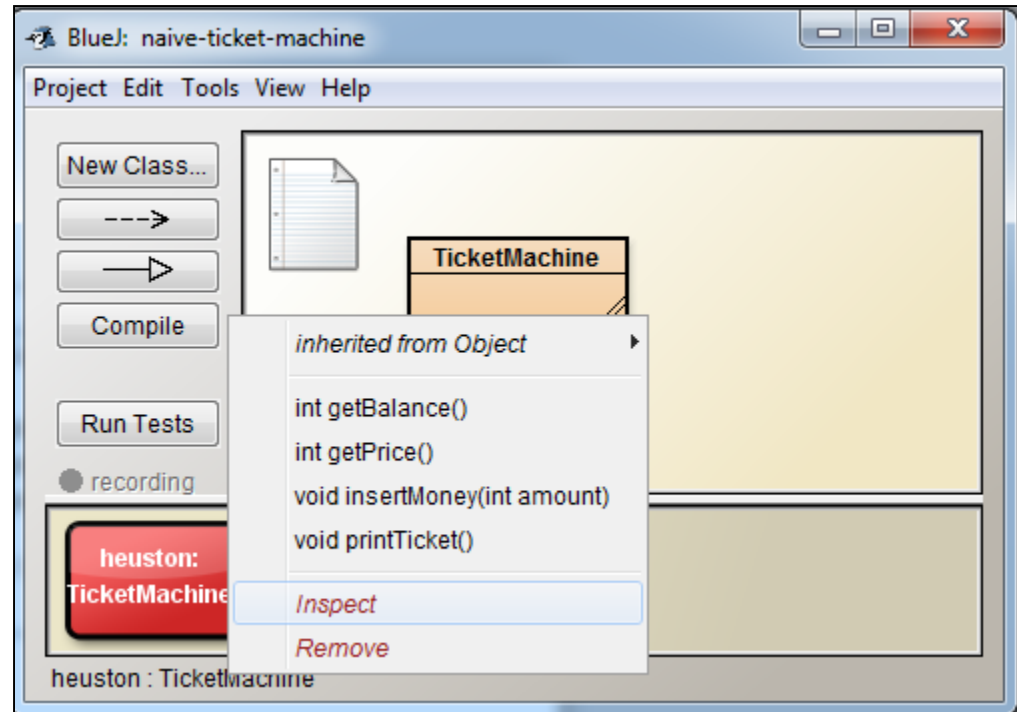 BlueJ: naive-ticket-machine
Project Edit Tools View Help
New Class...
Compile
Run Tests
recording
TicketMachine
inherited from Object
int getBalance()
int getPrice()
void insertMoney(int amount)
void printTicket()
Inspect
Remove
heuston:
TicketMachine
heuston : TicketMachine